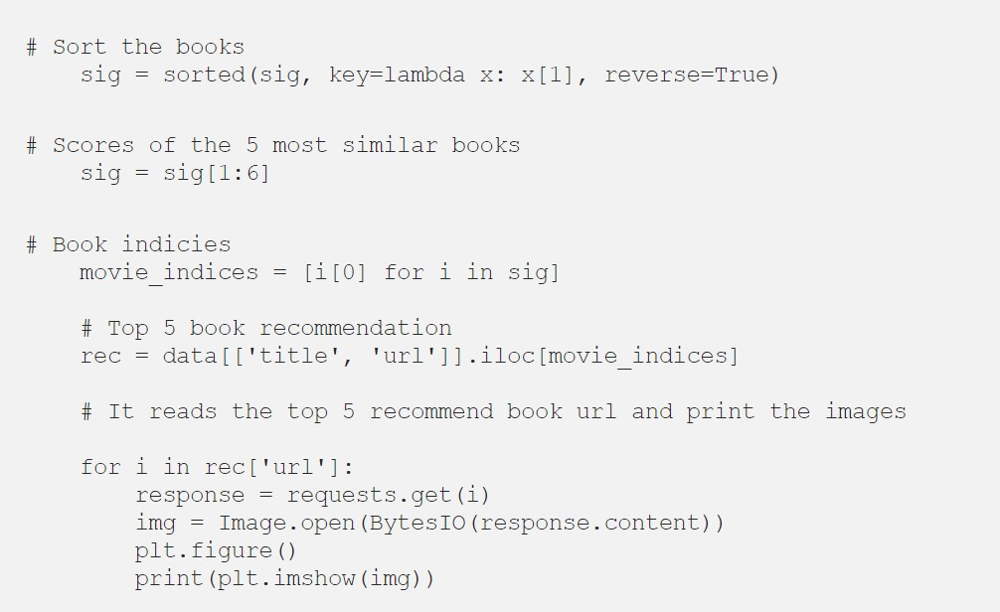 # Sort the books
    sig = sorted(sig, key=lambda x: x[1], reverse=True)
# Scores of the 5 most similar books
    sig = sig[1:6]
# Book indicies
    movie_indices = [i[0] for i in sig]
    # Top 5 book recommendation
    rec = data[['title', 'url']].iloc[movie_indices]
    # It reads the top 5 recommend book url and print the images
    for i in rec['url']:
        response = requests.get(i)
        img = Image.open(BytesIO(response.content))
        plt.figure()
        print(plt.imshow(img))